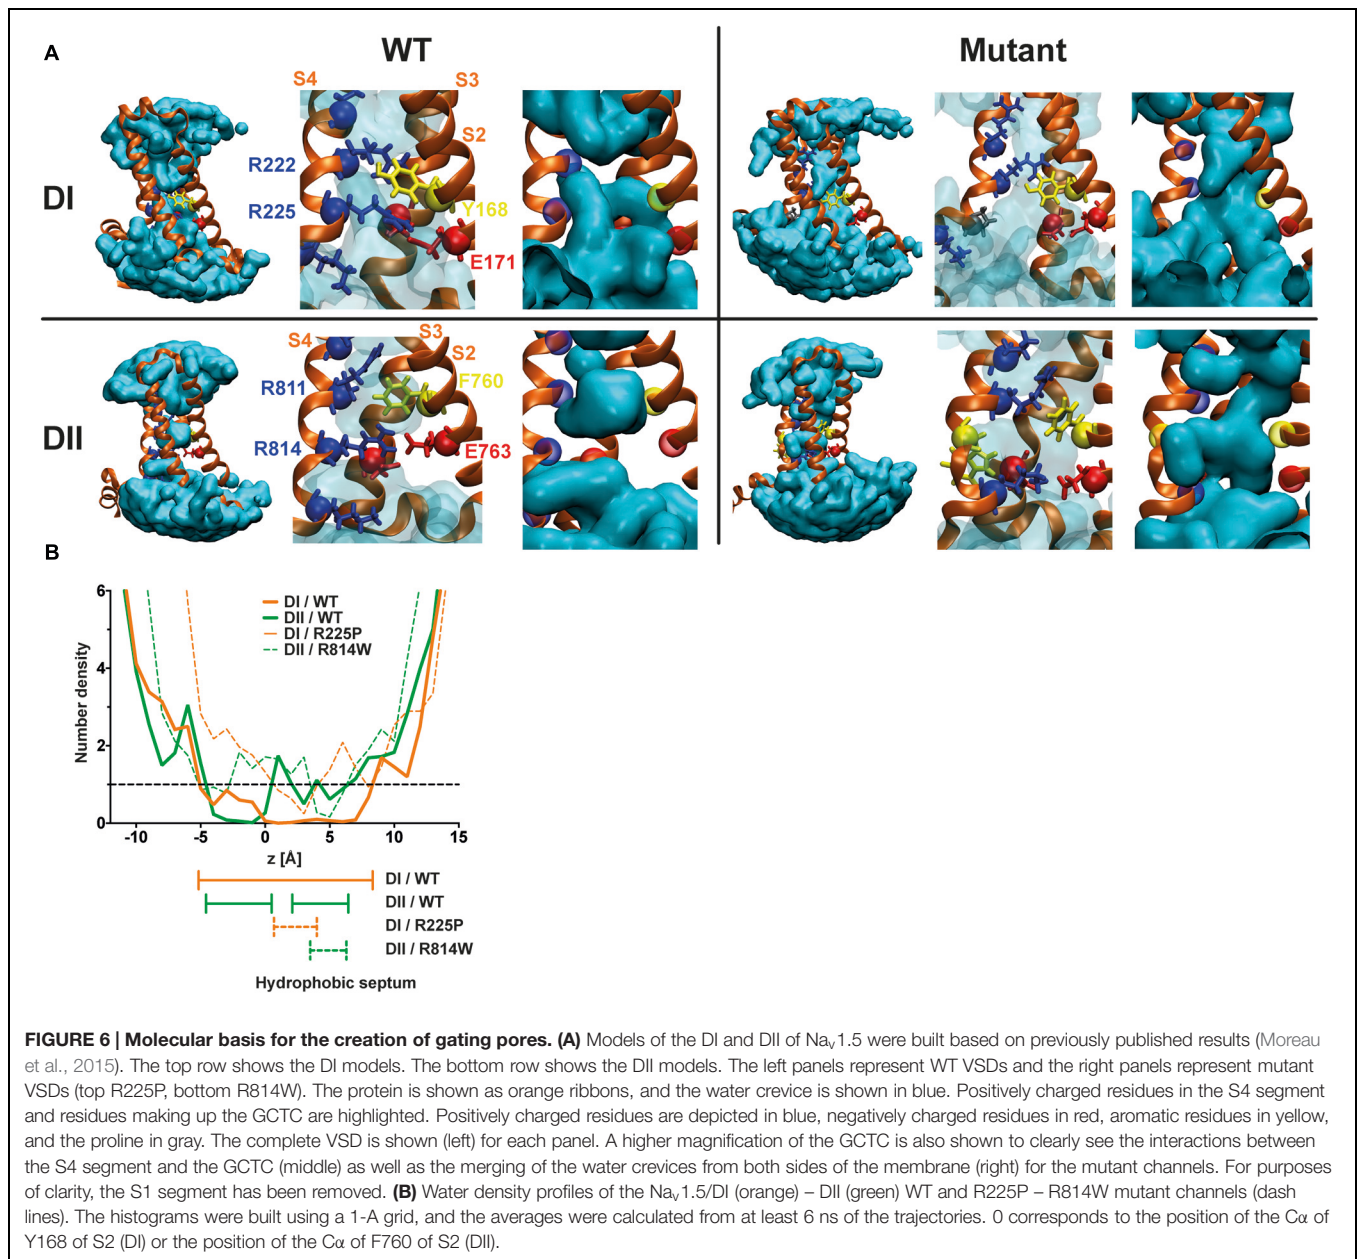 A
WT
Mutant
S4
S3
S2
R222
R225
Y168
E171
DI
S4
S3
S2
R811
F760
R814
E763
DII
B
6
4
2
0
Number density
DI / WT
DII / WT
DI / R225P
DII / R814W
-10
-5
0
5
10
15
z [Å]
DI / WT
DII / WT
DI / R225P
DII / R814W
Hydrophobic septum
FIGURE 6 | Molecular basis for the creation of gating pores. (A) Models of the DI and DII of Naᵥ1.5 were built based on previously published results (Moreau
et al., 2015). The top row shows the DI models. The bottom row shows the DII models. The left panels represent WT VSDs and the right panels represent mutant
VSDs (top R225P, bottom R814W). The protein is shown as orange ribbons, and the water crevice is shown in blue. Positively charged residues in the S4 segment
and residues making up the GCTC are highlighted. Positively charged residues are depicted in blue, negatively charged residues in red, aromatic residues in yellow,
and the proline in gray. The complete VSD is shown (left) for each panel. A higher magnification of the GCTC is also shown to clearly see the interactions between
the S4 segment and the GCTC (middle) as well as the merging of the water crevices from both sides of the membrane (right) for the mutant channels. For purposes
of clarity, the S1 segment has been removed. (B) Water density profiles of the Naᵥ1.5/DI (orange) – DII (green) WT and R225P – R814W mutant channels (dash
lines). The histograms were built using a 1-A grid, and the averages were calculated from at least 6 ns of the trajectories. 0 corresponds to the position of the Cα of
Y168 of S2 (DI) or the position of the Cα of F760 of S2 (DII).